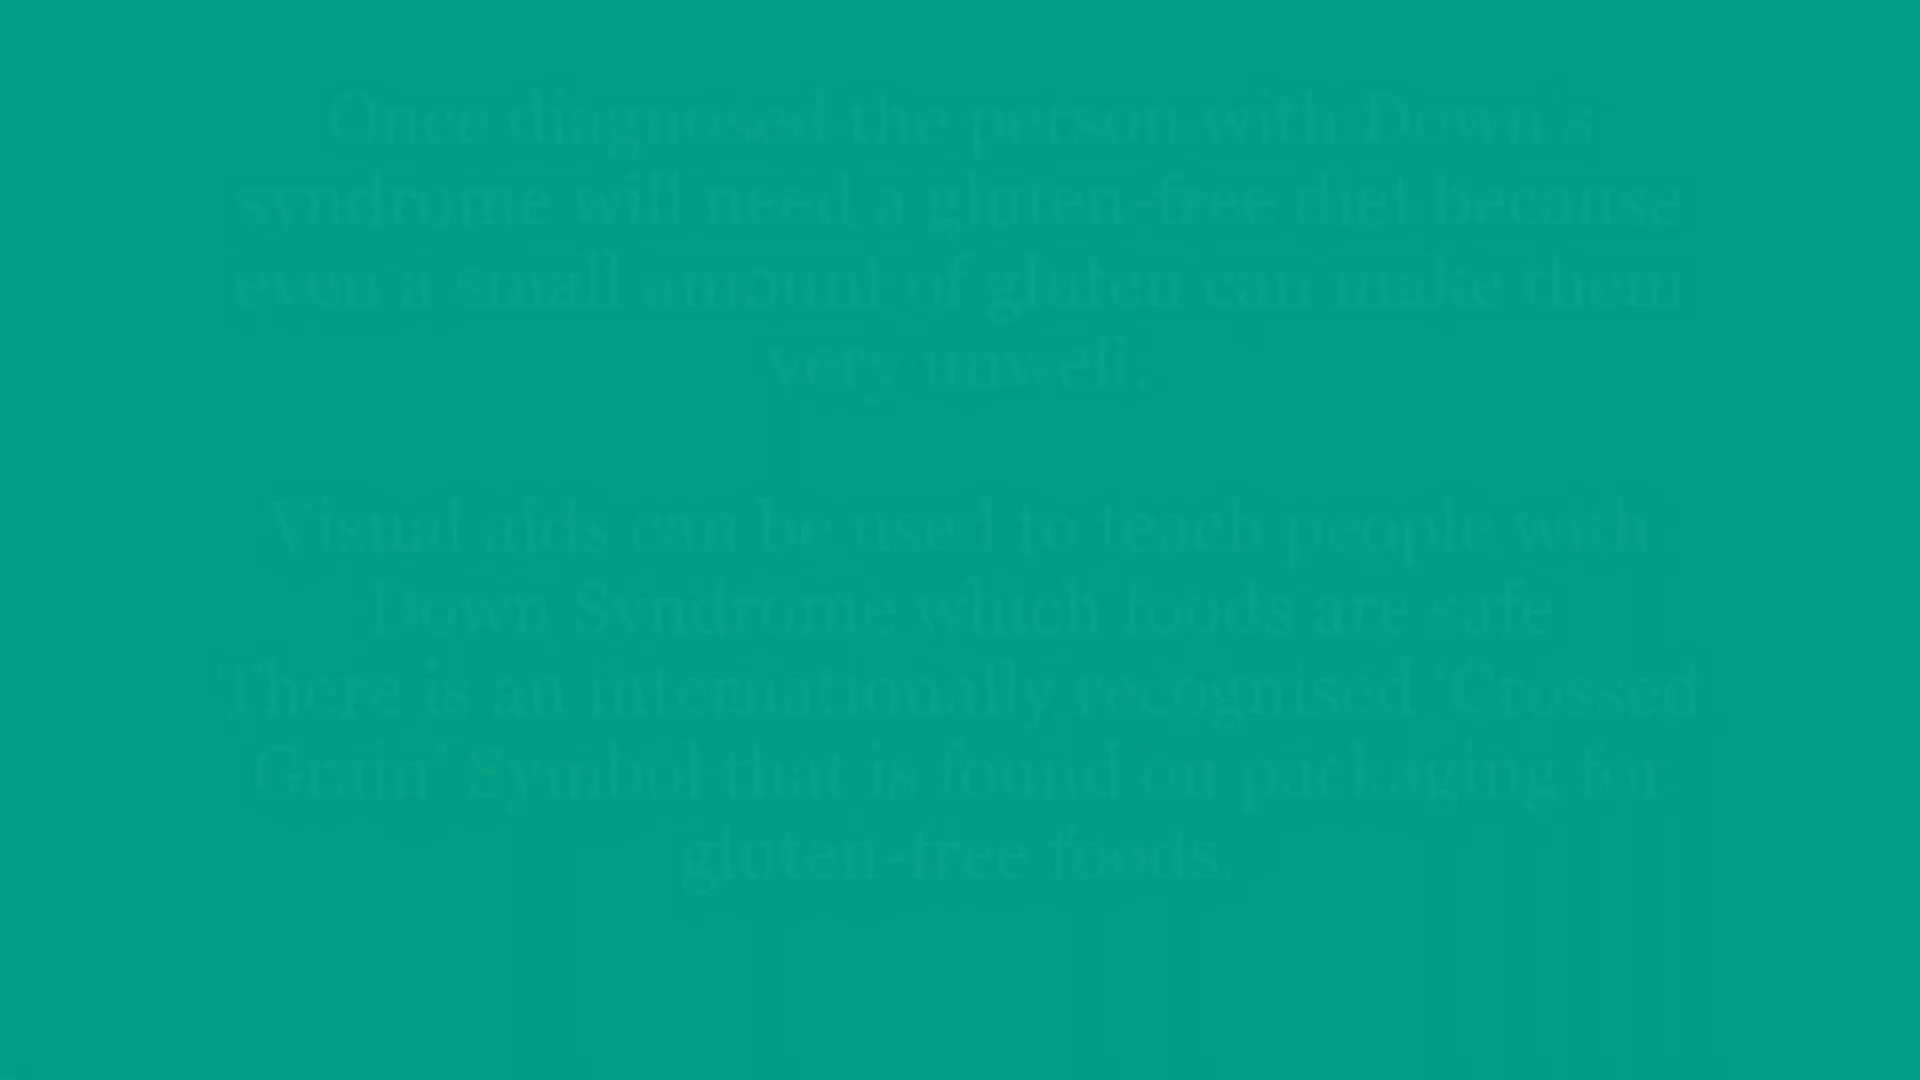 Once diagnosed the person with Down's
syndrome will need a gluten-free diet because
even a small amount of gluten can make them
very unwell.
Visual aids can be used to teach people with
Down Syndrome which foods are safe
There is an internationally recognised 'Crossed
Grain' Symbol that is found on packaging for
gluten-free foods.